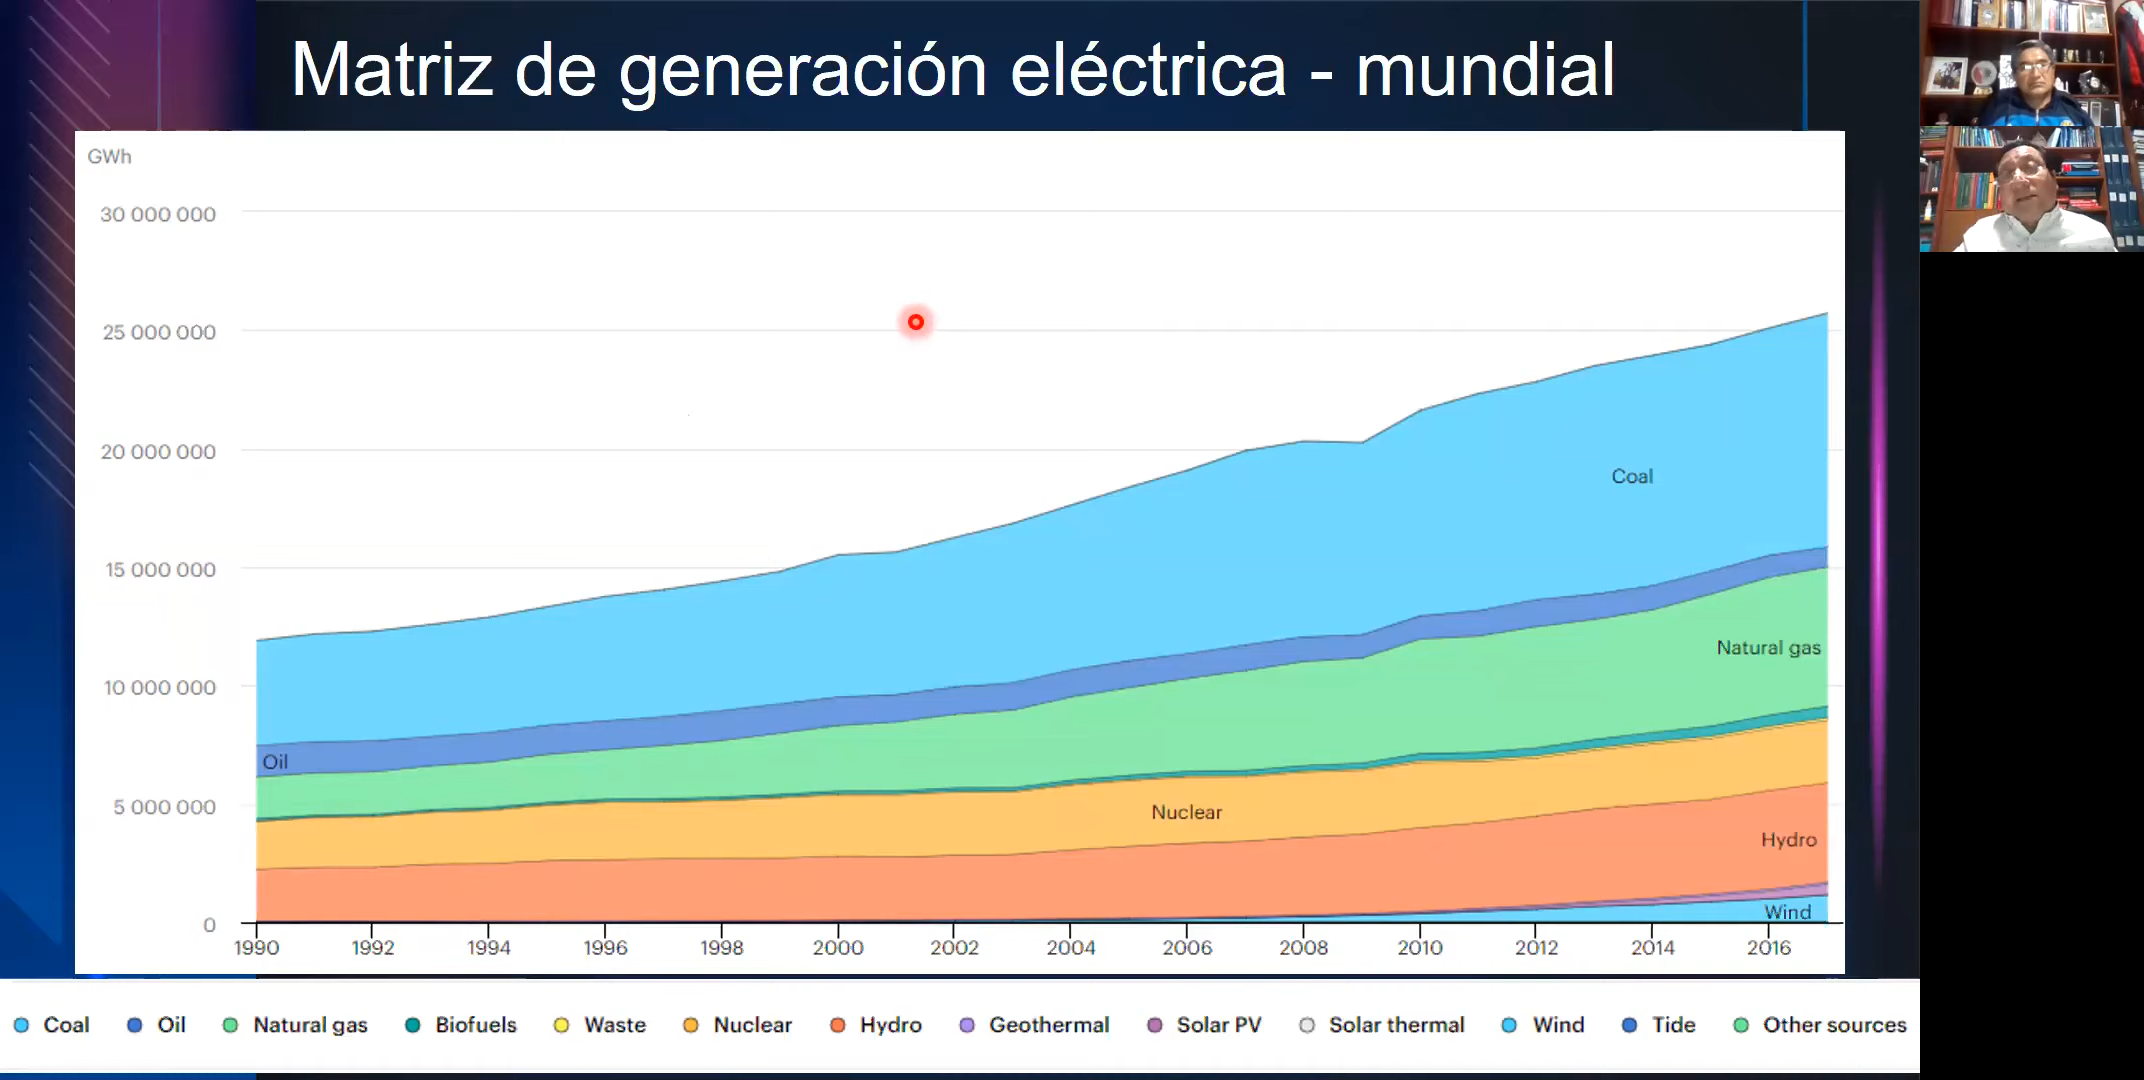 Matriz de generación eléctrica - mundial
GWh
30 000 000
25 000 000
20 000 000
15 000 000
10 000 000
5 000 000
0
Coal
Natural gas
Oil
Nuclear
Hydro
Wind
1990 1992 1994 1996 1998 2000 2002 2004 2006 2008 2010 2012 2014 2016
Coal Oil Natural gas Biofuels Waste Nuclear Hydro Geothermal Solar PV Solar thermal Wind Tide Other sources